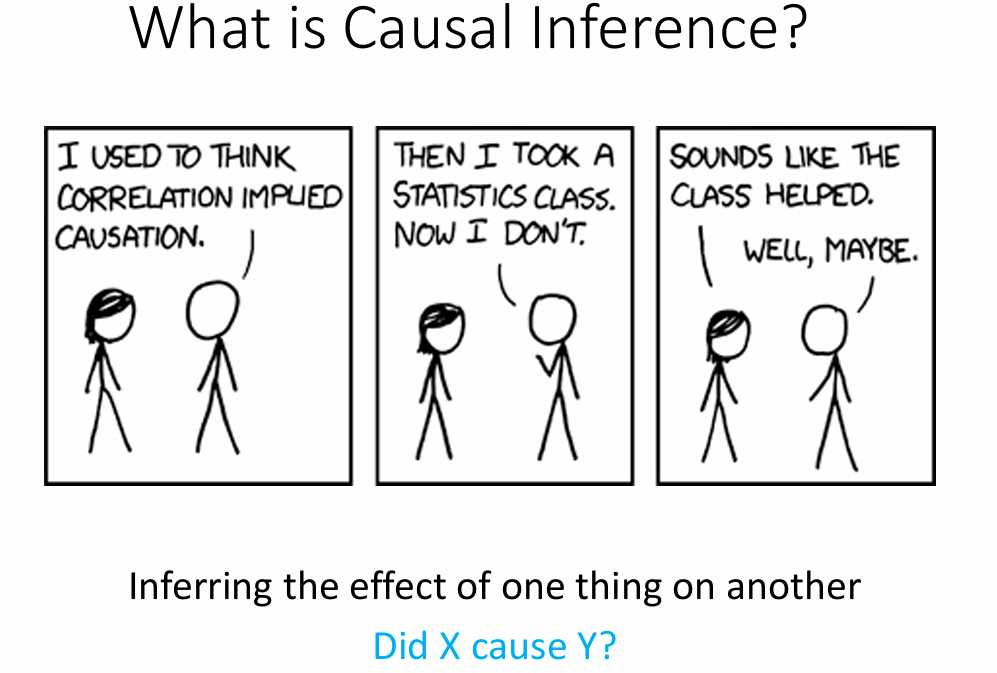 What is Causal Inference?
I USED TO THINK
CORRELATION IMPLIED
CAUSATION.
THEN I TOOK A
STATISTICS CLASS.
NOW I DON'T.
SOUNDS LIKE THE
CLASS HELPED.
WELL, MAYBE.
Inferring the effect of one thing on another
Did X cause Y?